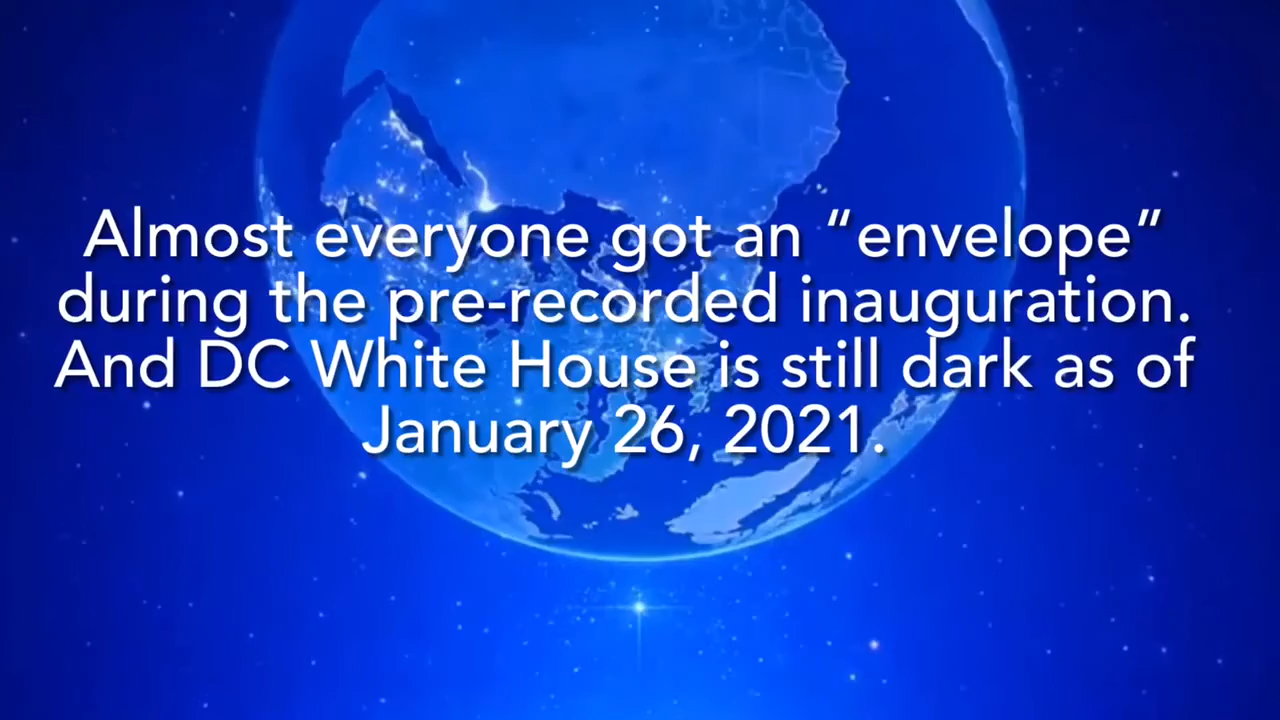 Almost everyone got an “envelope”
during the pre-recorded inauguration.
And DC White House is still dark as of
January 26, 2021.